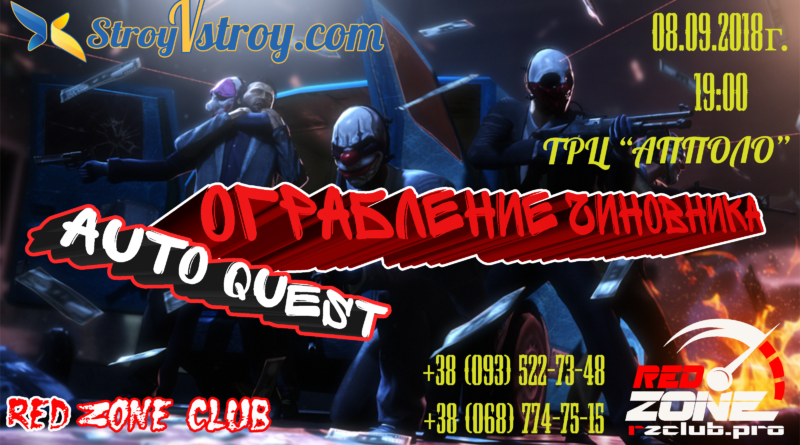 StroyVstroy.com
08.09.2018г.
19:00
ТРЦ “АППОЛО”
ОГРАБЛЕНИЕ ЧИНОВНИКА
AUTO QUEST
+38 (093) 522-73-48
+38 (068) 774-75-15
RED ZONE CLUB
RED
ZONE
rzclub.pro